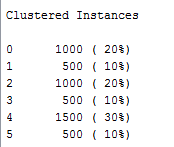 Clustered Instances
0 1000 ( 20%)
1 500 ( 10%)
2 1000 ( 20%)
3 500 ( 10%)
4 1500 ( 30%)
5 500 ( 10%)